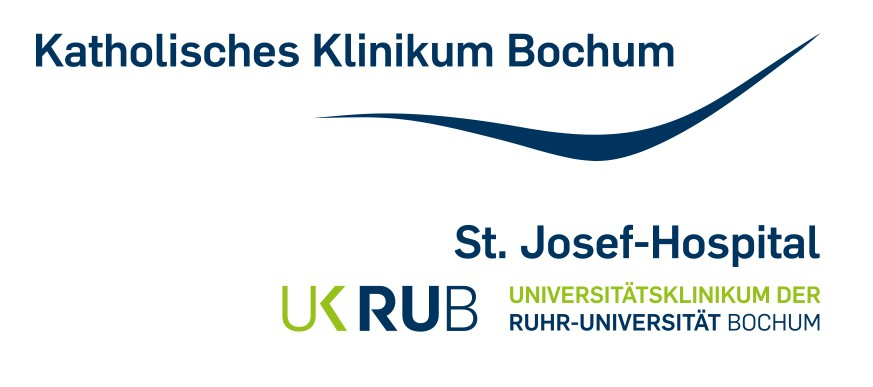 Katholisches Klinikum Bochum
St. Josef-Hospital
UK RUB
UNIVERSITÄTSKLINIKUM DER
RUHR-UNIVERSITÄT BOCHUM